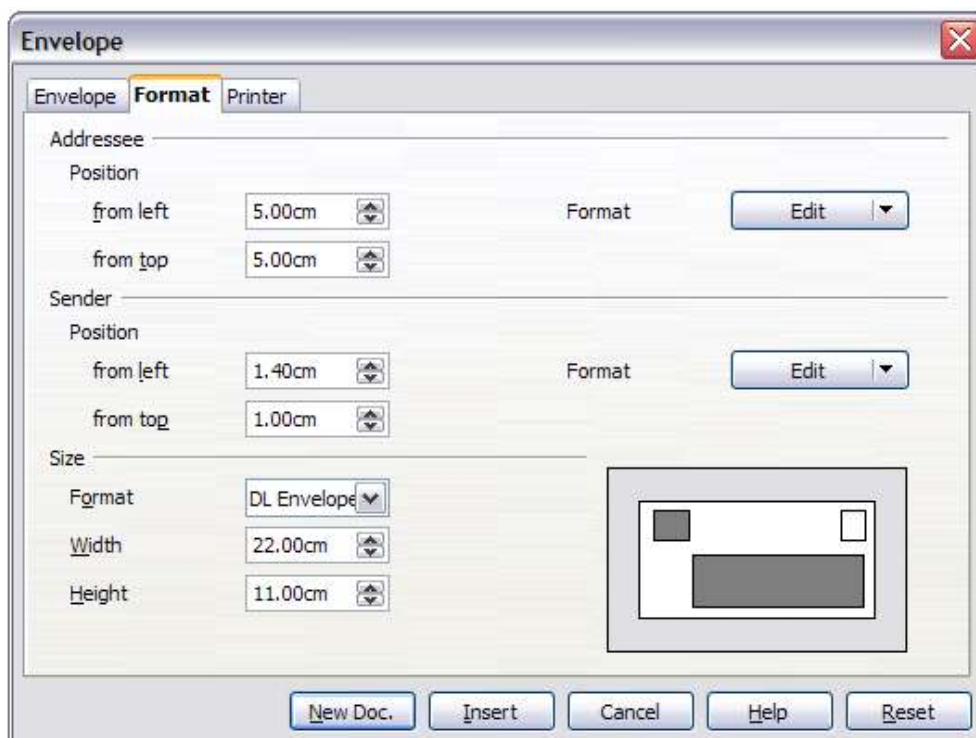 Envelope
Envelope Format Printer
Addressee
Position
from left 5.00cm Format Edit
from top 5.00cm
Sender
Position
from left 1.40cm Format Edit
from top 1.00cm
Size
Format DL Envelope
Width 22.00cm
Height 11.00cm
New Doc. Insert Cancel Help Reset